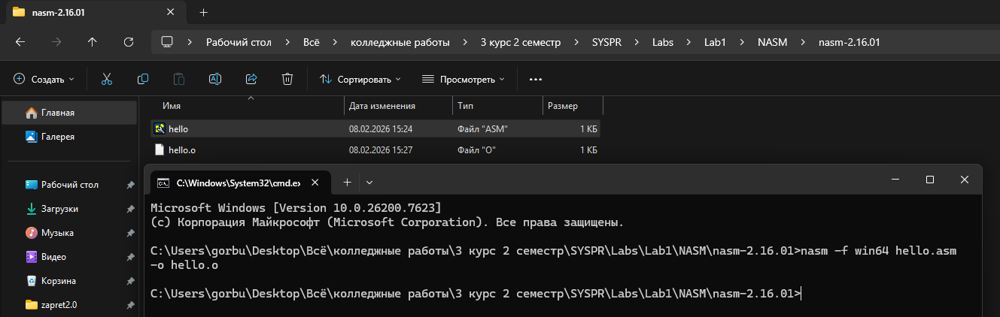 nasm-2.16.01
Рабочий стол > Всё > колледжные работы > 3 курс 2 семестр > SYSPR > Labs > Lab1 > NASM > nasm-2.16.01
Создать
Сортировать
Просмотреть
Имя Дата изменения Тип Размер
Главная
hello 08.02.2026 15:24 Файл "ASM" 1 КБ
Галерея
hello.o 08.02.2026 15:27 Файл "O" 1 КБ
Рабочий стол
Загрузки
Музыка
Видео
Корзина
zapret2.0
C:\Windows\System32\cmd.ex
Microsoft Windows [Version 10.0.26200.7623]
(c) Корпорация Майкрософт (Microsoft Corporation). Все права защищены.
C:\Users\gorbu\Desktop\Всё\колледжные работы\3 курс 2 семестр\SYSPR\Labs\Lab1\NASM\nasm-2.16.01>nasm -f win64 hello.asm
-o hello.o
C:\Users\gorbu\Desktop\Всё\колледжные работы\3 курс 2 семестр\SYSPR\Labs\Lab1\NASM\nasm-2.16.01>